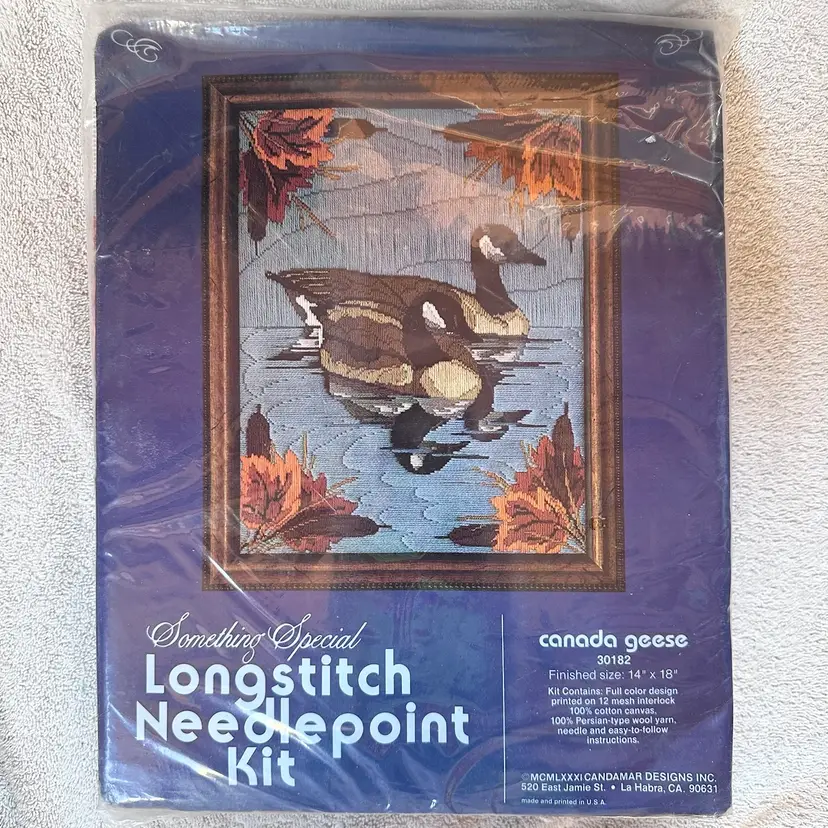 Something Special
Longstitch
Needlepoint
Kit
canada geese
30182
Finished size: 14" x 18"
Kit Contains: Full color design
printed on 12 mesh interlock
100% cotton canvas,
100% Persian-type wool yarn,
needle and easy-to-follow
instructions.
©MCMLXXXI CANDAMAR DESIGNS INC.
520 East Jamie St. • La Habra, CA. 90631
made and printed in U.S.A.